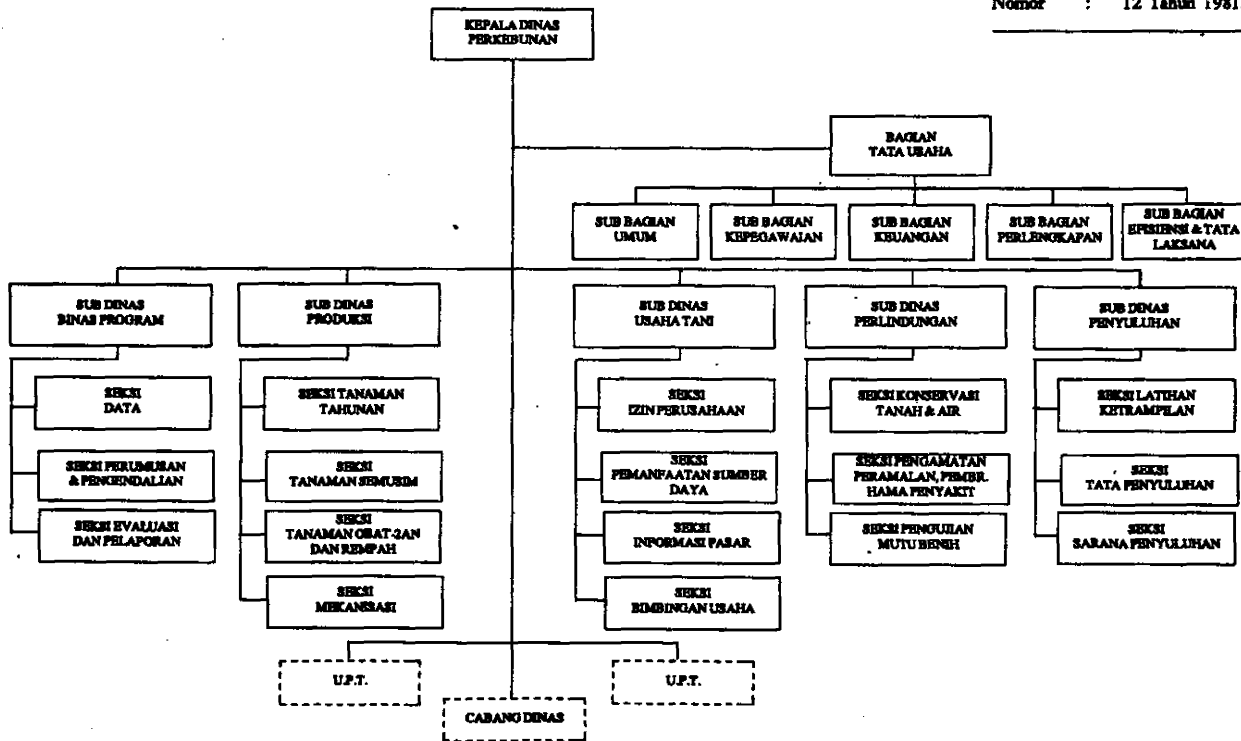 Nomor : 12 Tahun 1981
KEPALA DINAS
PERKEBUNAN
BAGIAN
TATA USAHA
SUB BAGIAN
UMUM
SUB BAGIAN
KEPEGAWAIAN
SUB BAGIAN
KEUANGAN
SUB BAGIAN
PERLENGKAPAN
SUB BAGIAN
EFISIENSI & TATA
LAKSANA
SUB DINAS
BINAS PROGRAM
SUB DINAS
PRODUKSI
SUB DINAS
USAHA TANI
SUB DINAS
PERLINDUNGAN
SUB DINAS
PENYULUHAN
SEKSI
DATA
SEKSI TANAMAN
TAHUNAN
SEKSI
IZIN PERUSAHAAN
SEKSI KONSERVASI
TANAH & AIR
SEKSI LATIHAN
KETRAMPILAN
SEKSI PERUMUSAN
& PENGENDALIAN
SEKSI
TANAMAN SEMUSIM
SEKSI
PEMANFAATAN SUMBER
DAYA
SEKSI PENGAMATAN
PERAMALAN, PEMBR.
HAMA PENYAKIT
SEKSI
TATA PENYULUHAN
SEKSI EVALUASI
DAN PELAPORAN
SEKSI
TANAMAN OBAT-2AN
DAN REMPAH
SEKSI
INFORMASI PASAR
SEKSI PENGUJIAN
MUTU BENIH
SEKSI
SARANA PENYULUHAN
SEKSI
MEKANISASI
SEKSI
BIMBINGAN USAHA
U.P.T.
U.P.T.
CABANG DINAS